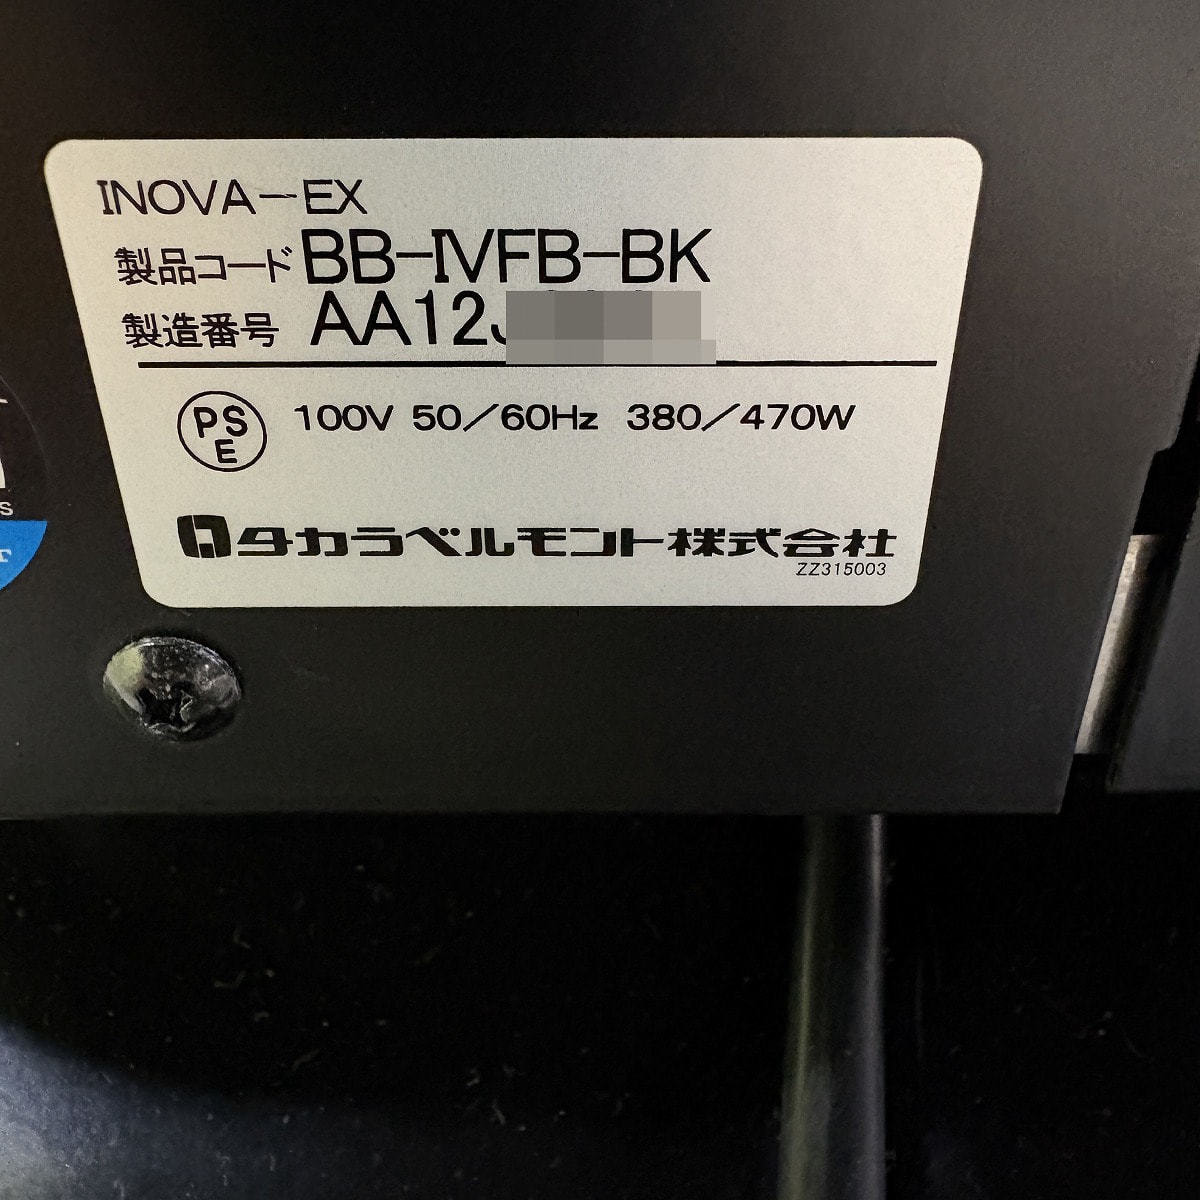 INOVA-EX
製品コード BB-IVFB-BK
製造番号 AA12J
PSE 100V 50/60Hz 380/470W
タカラベルモント株式会社
ZZ315003
S
T